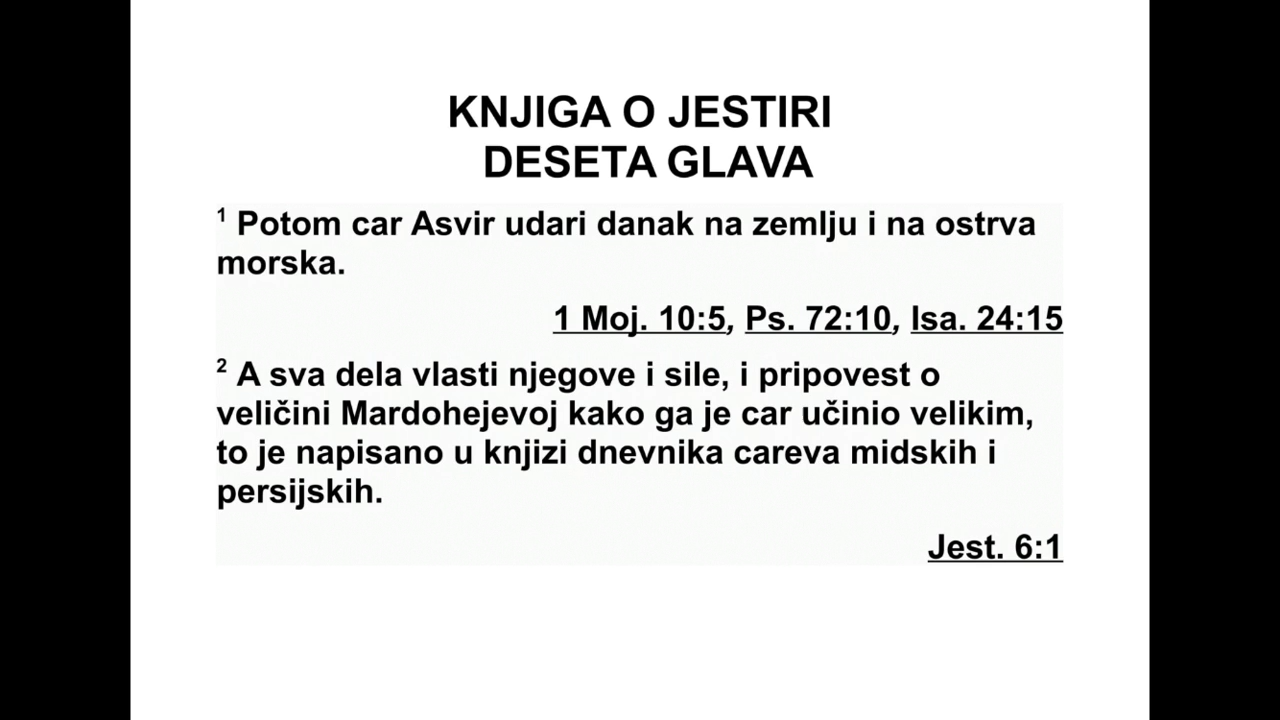 KNJIGA O JESTIRI
DESETA GLAVA
¹ Potom car Asvir udari danak na zemlju i na ostrva
morska.
1 Moj. 10:5, Ps. 72:10, Isa. 24:15
² A sva dela vlasti njegove i sile, i pripovest o
veličini Mardohejevoj kako ga je car učinio velikim,
to je napisano u knjizi dnevnika careva midskih i
persijskih.
Jest. 6:1